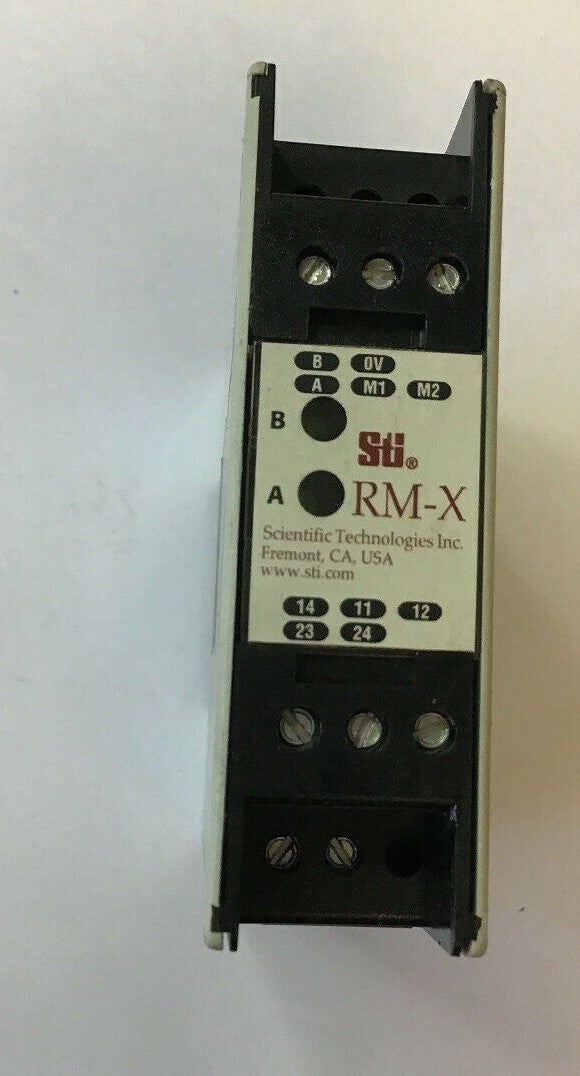 B 0V
A M1 M2
B
Sti®
A
RM-X
Scientific Technologies Inc.
Fremont, CA, USA
www.sti.com
14 11 12
23 24